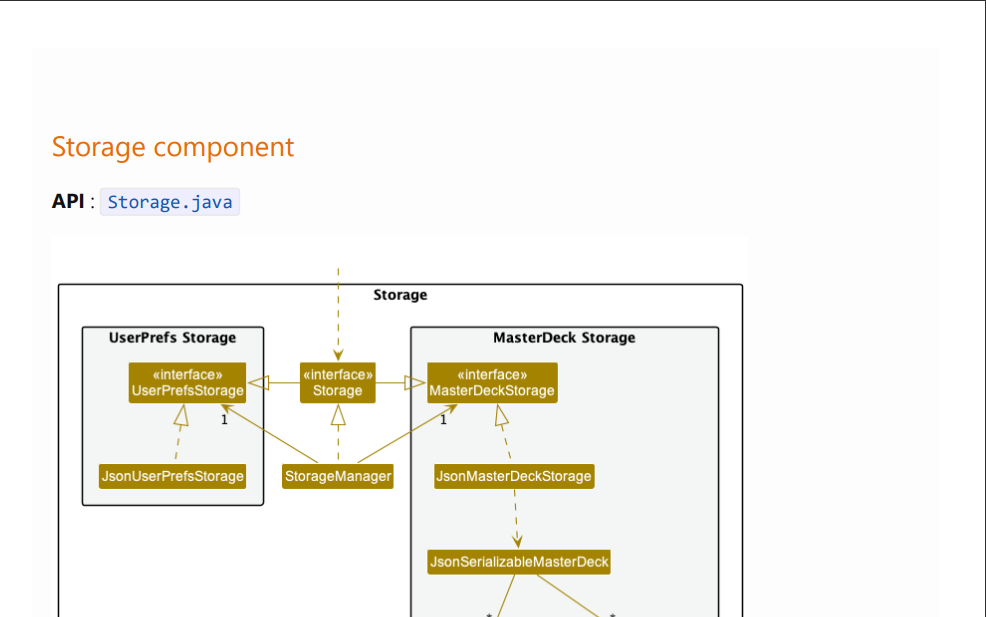 Storage component
API : Storage.java
Storage
UserPrefs Storage
MasterDeck Storage
«interface»
UserPrefsStorage
«interface»
Storage
«interface»
MasterDeckStorage
1
1
JsonUserPrefsStorage
StorageManager
JsonMasterDeckStorage
JsonSerializableMasterDeck
*
*